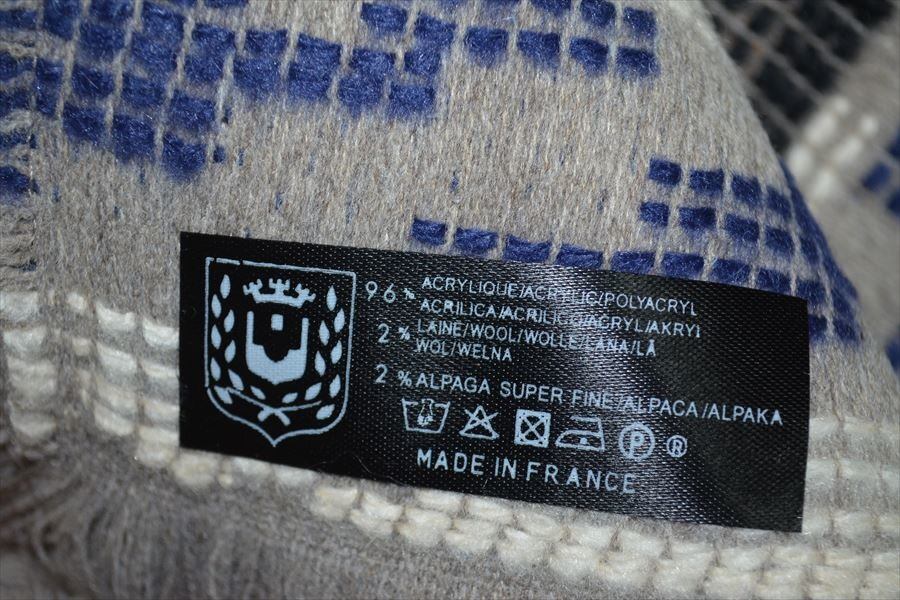 96% ACRYLIQUE/ACRYLIC/POLYACRYL
ACRILICA/ACRILICO/ACRYL/AKRYl
2% LAINE/WOOL/WOLLE/LANA/LÃ
WOL/WEŁNA
2% ALPAGA SUPER FINE/ALPACA/ALPAKA
P ®
MADE IN FRANCE